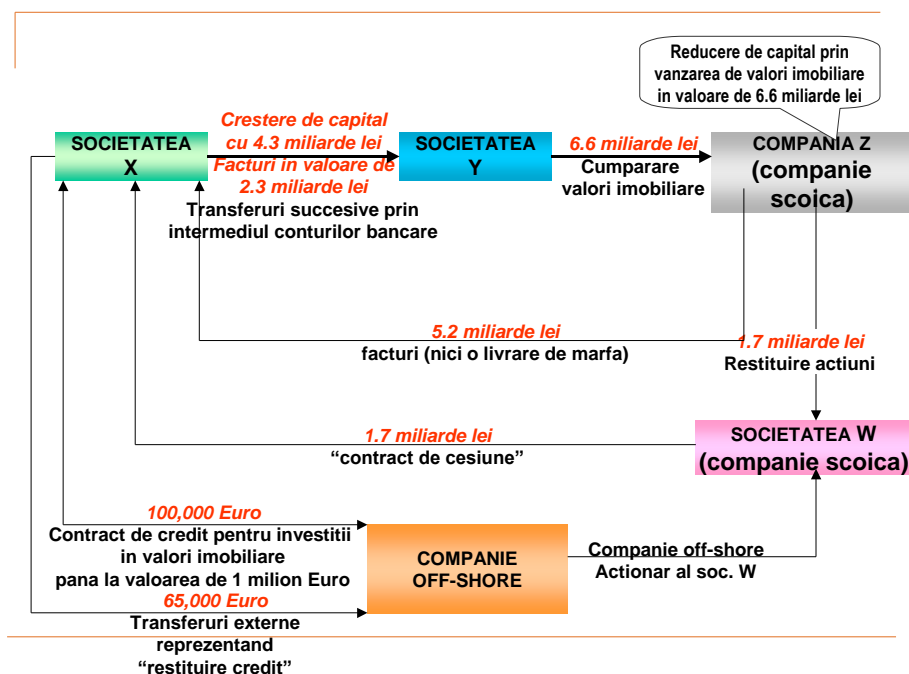 Reducere de capital prin
vanzarea de valori imobiliare
in valoare de 6.6 miliarde lei
SOCIETATEA
X
Crestere de capital
cu 4.3 miliarde lei
Facturi in valoare de
2.3 miliarde lei
Transferuri succesive prin
intermediul conturilor bancare
SOCIETATEA
Y
6.6 miliarde lei
Cumparare
valori imobiliare
COMPANIA Z
(companie
scoica)
5.2 miliarde lei
facturi (nici o livrare de marfa)
1.7 miliarde lei
Restituire actiuni
1.7 miliarde lei
“contract de cesiune”
SOCIETATEA W
(companie scoica)
100,000 Euro
Contract de credit pentru investitii
in valori imobiliare
pana la valoarea de 1 milion Euro
65,000 Euro
Transferuri externe
reprezentand
“restituire credit”
COMPANIE
OFF-SHORE
Companie off-shore
Actionar al soc. W